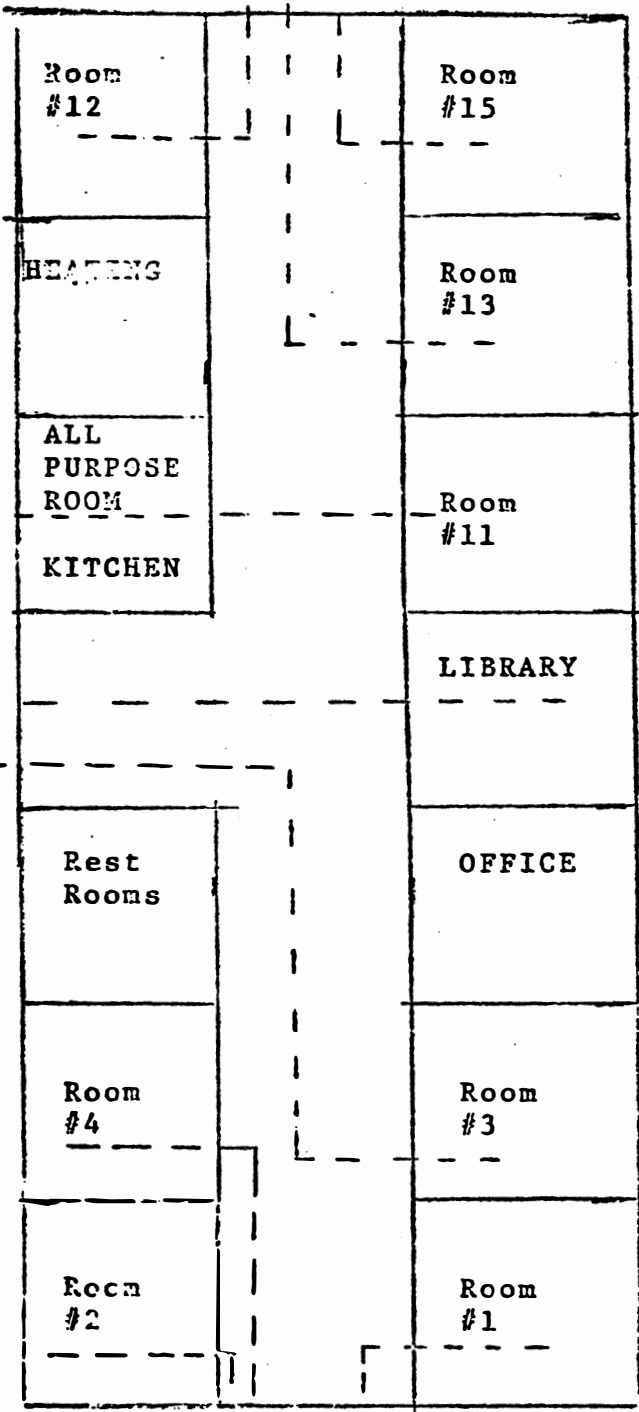 Room
#12
Room
#15
HEATING
Room
#13
ALL
PURPOSE
ROOM
KITCHEN
Room
#11
LIBRARY
Rest
Rooms
OFFICE
Room
#4
Room
#3
Room
#2
Room
#1